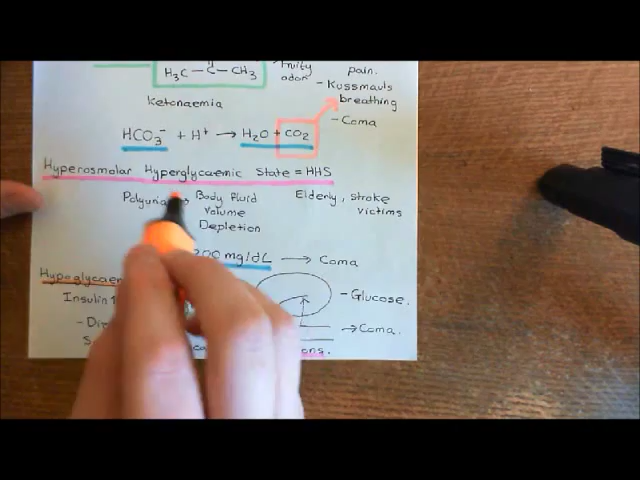 H₃C – C – CH₃
Fruity
odor
pain.
- Kussmauls
breathing
- Coma
Ketonaemia
HCO₃⁻ + H⁺ → H₂O + CO₂
Hyperosmolar Hyperglycaemic State = HHS
Polyuria → Body Fluid
Volume
Depletion
Elderly, stroke
victims
mg/dL → Coma
Insulin
- Glucose.
→ Coma.